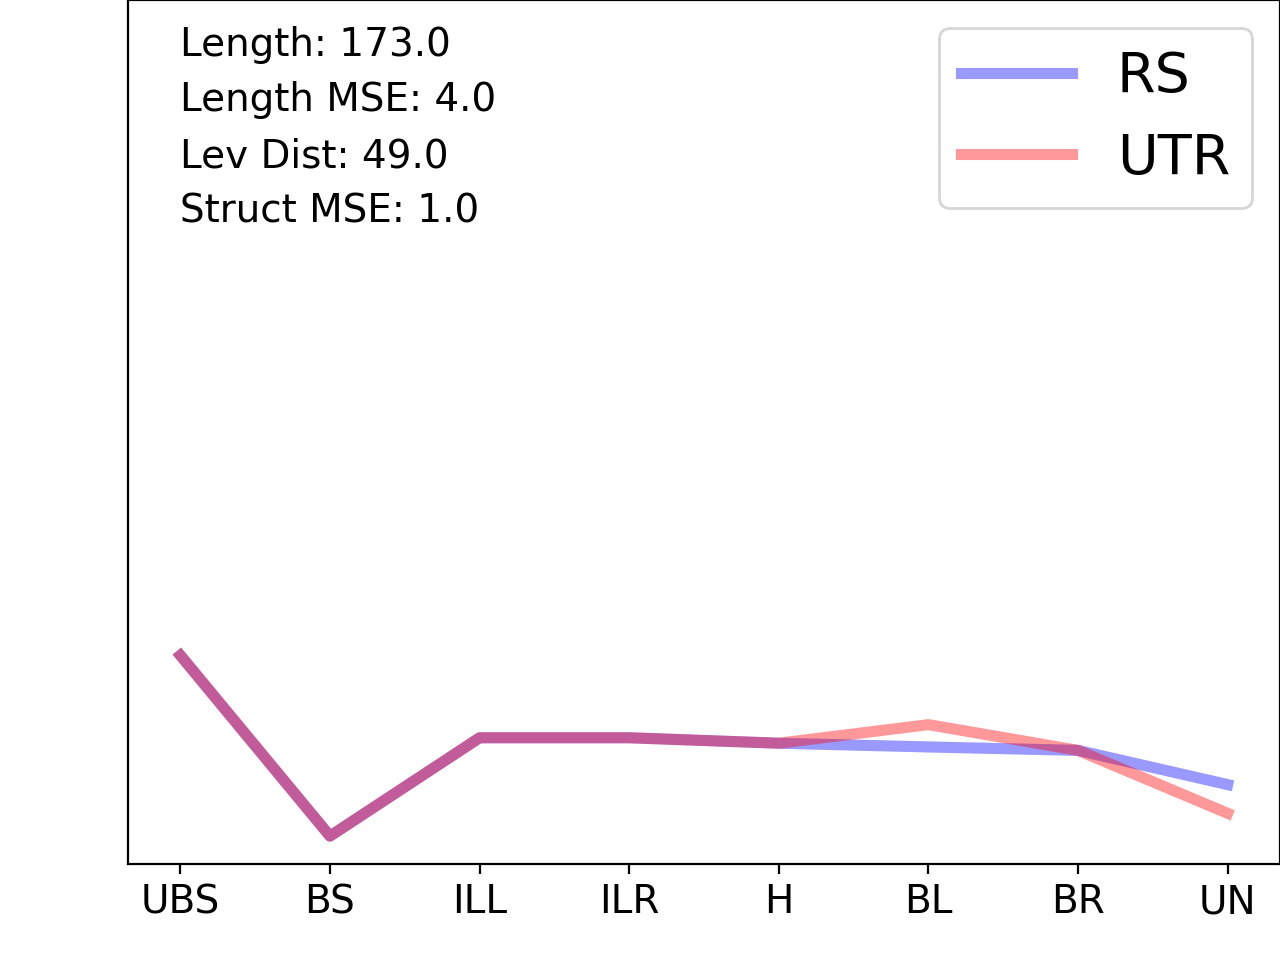 Length: 173.0
Length MSE: 4.0
Lev Dist: 49.0
Struct MSE: 1.0
RS
UTR
UBS BS ILL ILR H BL BR UN